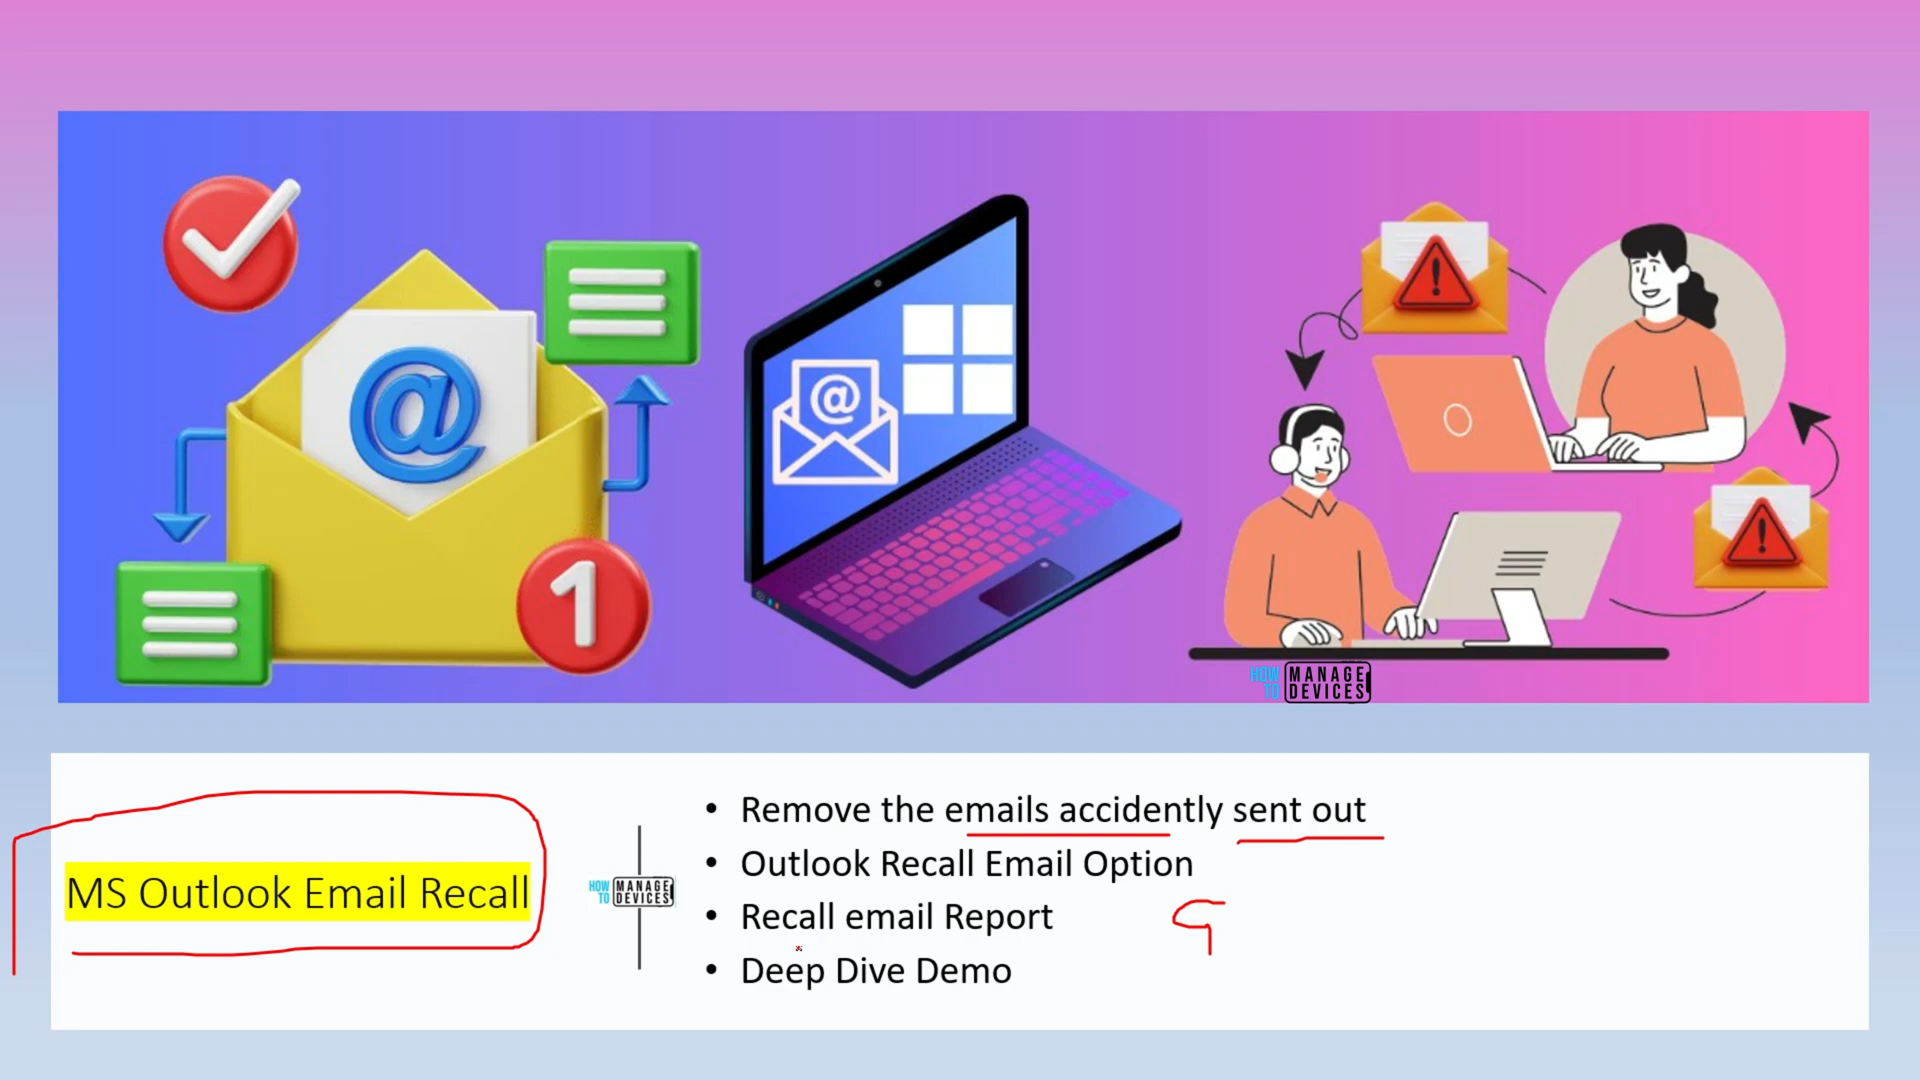 @
1
@
HOW TO MANAGE DEVICES
MS Outlook Email Recall
HOW TO MANAGE DEVICES
• Remove the emails accidently sent out
• Outlook Recall Email Option
• Recall email Report
• Deep Dive Demo